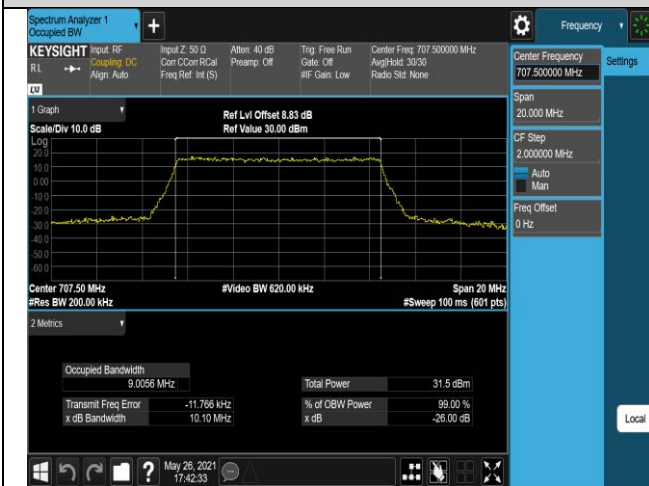 Spectrum Analyzer 1
Occupied BW
+
Frequency
KEYSIGHT
RL
LXI
Input: RF
Coupling: DC
Align: Auto
Input Z: 50 Ω
Corr CCorr RCal
Freq Ref: Int (S)
Atten: 40 dB
Preamp: Off
Trig: Free Run
Gate: Off
#IF Gain: Low
Center Freq: 707.500000 MHz
Avg|Hold: 30/30
Radio Std: None
Center Frequency
707.500000 MHz
Settings
Span
20.000 MHz
CF Step
2.000000 MHz
Auto
Man
Freq Offset
0 Hz
Local
1 Graph
Scale/Div 10.0 dB
Ref Lvl Offset 8.83 dB
Ref Value 30.00 dBm
Log
20.0
10.0
0.00
-10.0
-20.0
-30.0
-40.0
-50.0
-60.0
Center 707.50 MHz
#Video BW 620.00 kHz
Span 20 MHz
#Res BW 200.00 kHz
#Sweep 100 ms (601 pts)
2 Metrics
Occupied Bandwidth
9.0056 MHz
Total Power 31.5 dBm
Transmit Freq Error -11.766 kHz
% of OBW Power 99.00 %
x dB Bandwidth 10.10 MHz
x dB -26.00 dB
?
May 26, 2021
17:42:33